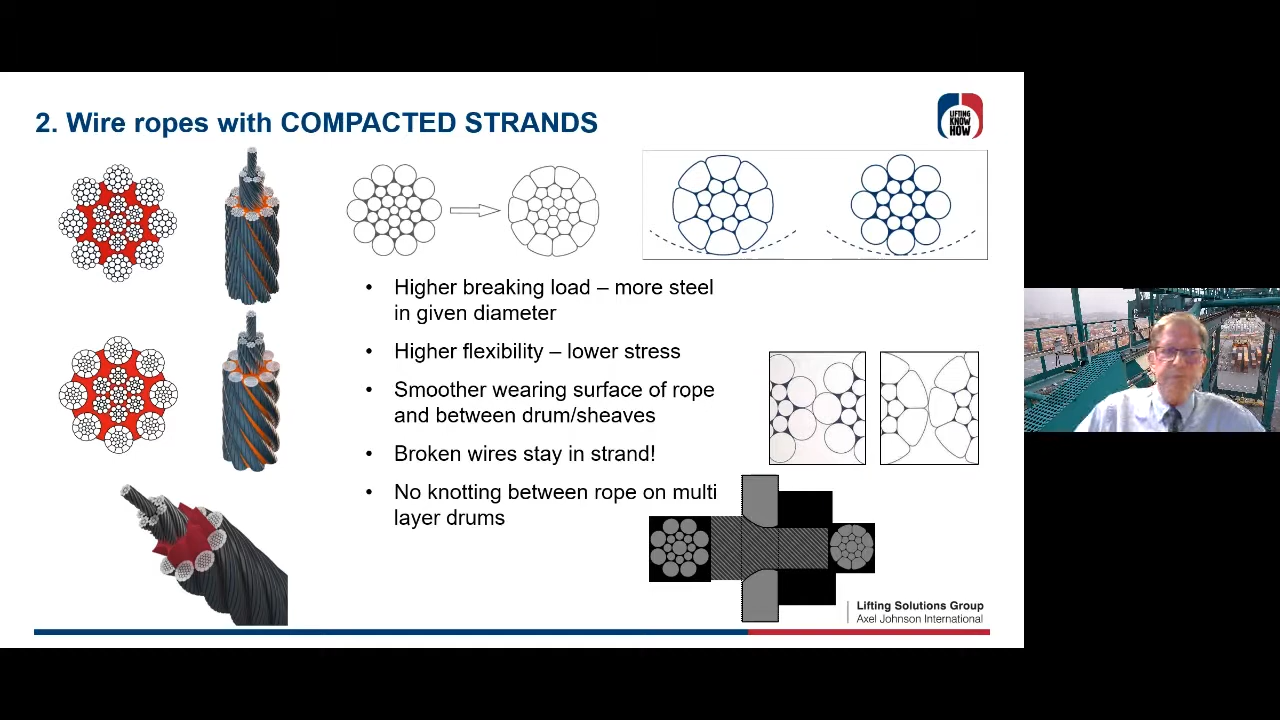 2. Wire ropes with COMPACTED STRANDS
LIFTING
KNOW
HOW
• Higher breaking load – more steel
in given diameter
• Higher flexibility – lower stress
• Smoother wearing surface of rope
and between drum/sheaves
• Broken wires stay in strand!
• No knotting between rope on multi
layer drums
Lifting Solutions Group
Axel Johnson International